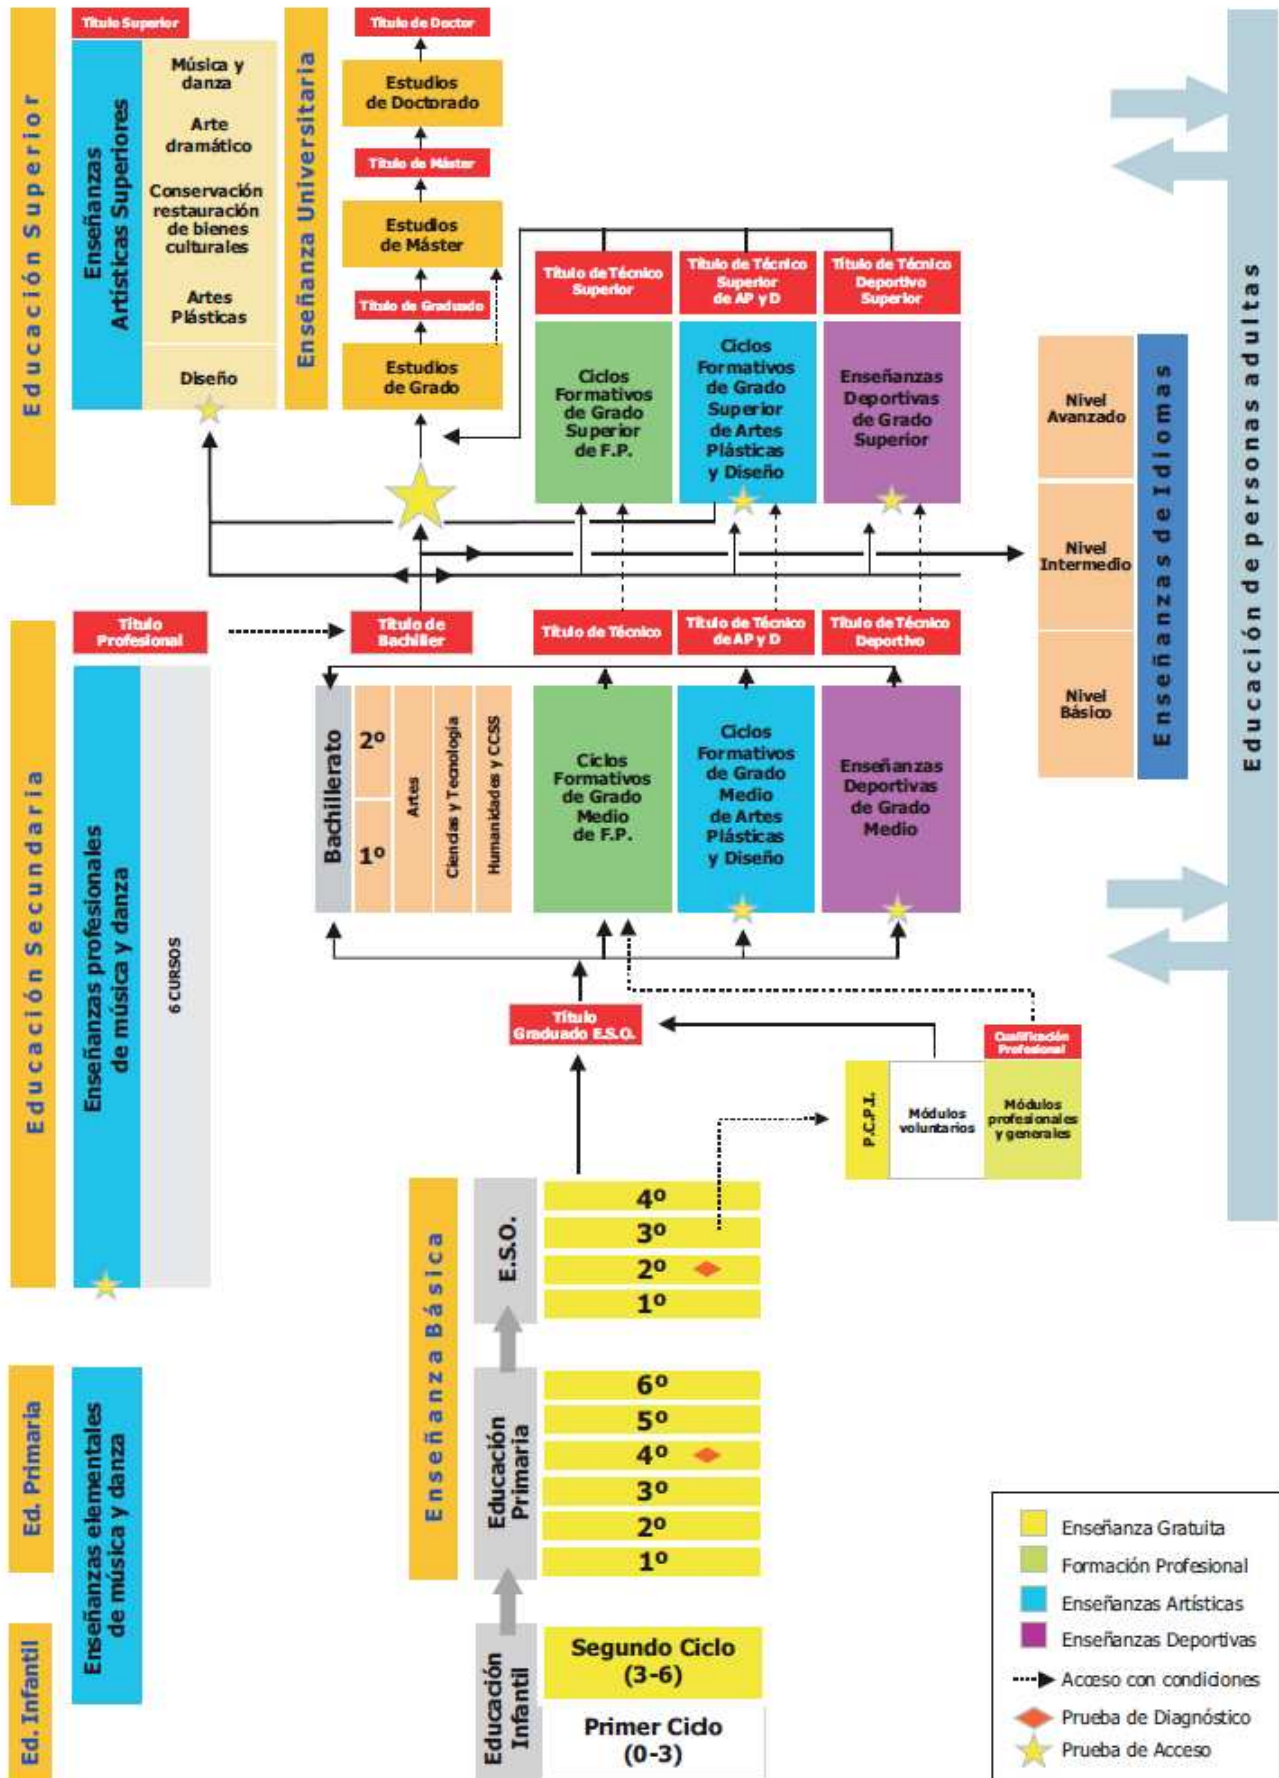 Educación Superior
Título Superior
Enseñanzas
Artísticas Superiores
Música y
danza
Arte
dramático
Conservación
restauración
de bienes
culturales
Artes
Plásticas
Diseño
Enseñanza Universitaria
Título de Doctor
Estudios
de Doctorado
Título de Máster
Estudios
de Máster
Título de Graduado
Estudios
de Grado
Título de Técnico
Superior
Ciclos
Formativos
de Grado
Superior
de F.P.
Título de Técnico
Superior
de AP y D
Ciclos
Formativos
de Grado
Superior
de Artes
Plásticas
y Diseño
Título de Técnico
Deportivo
Superior
Enseñanzas
Deportivas
de Grado
Superior
Nivel
Avanzado
Nivel
Intermedio
Nivel
Básico
Enseñanzas de Idiomas
Educación de personas adultas
Educación Secundaria
Título
Profesional
Enseñanzas profesionales
de música y danza
6 CURSOS
Título de
Bachiller
Bachillerato
2º
1º
Artes
Ciencias y Tecnología
Humanidades y CCSS
Título de Técnico
Ciclos
Formativos
de Grado
Medio
de F.P.
Título de Técnico
de AP y D
Ciclos
Formativos
de Grado
Medio
de Artes
Plásticas
y Diseño
Título de Técnico
Deportivo
Enseñanzas
Deportivas
de Grado
Medio
Título
Graduado E.S.O.
Cualificación
Profesional
P.C.P.I.
Módulos
voluntarios
Módulos
profesionales
y generales
Enseñanza Básica
E.S.O.
4º
3º
2º
1º
Ed. Primaria
Enseñanzas elementales
de música y danza
Educación
Primaria
6º
5º
4º
3º
2º
1º
Ed. Infantil
Educación
Infantil
Segundo Ciclo
(3-6)
Primer Ciclo
(0-3)
Enseñanza Gratuita
Formación Profesional
Enseñanzas Artísticas
Enseñanzas Deportivas
Acceso con condiciones
Prueba de Diagnóstico
Prueba de Acceso